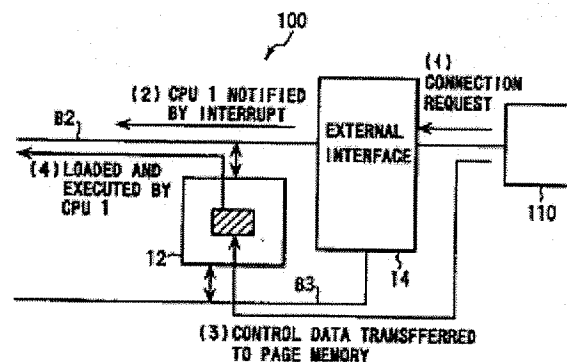 100
(1)
CONNECTION
REQUEST
(2) CPU 1 NOTIFIED
BY INTERRUPT
B2
EXTERNAL
INTERFACE
(4) LOADED AND
EXECUTED BY
CPU 1
110
12
14
B3
(3) CONTROL DATA TRANSFFERRED
TO PAGE MEMORY